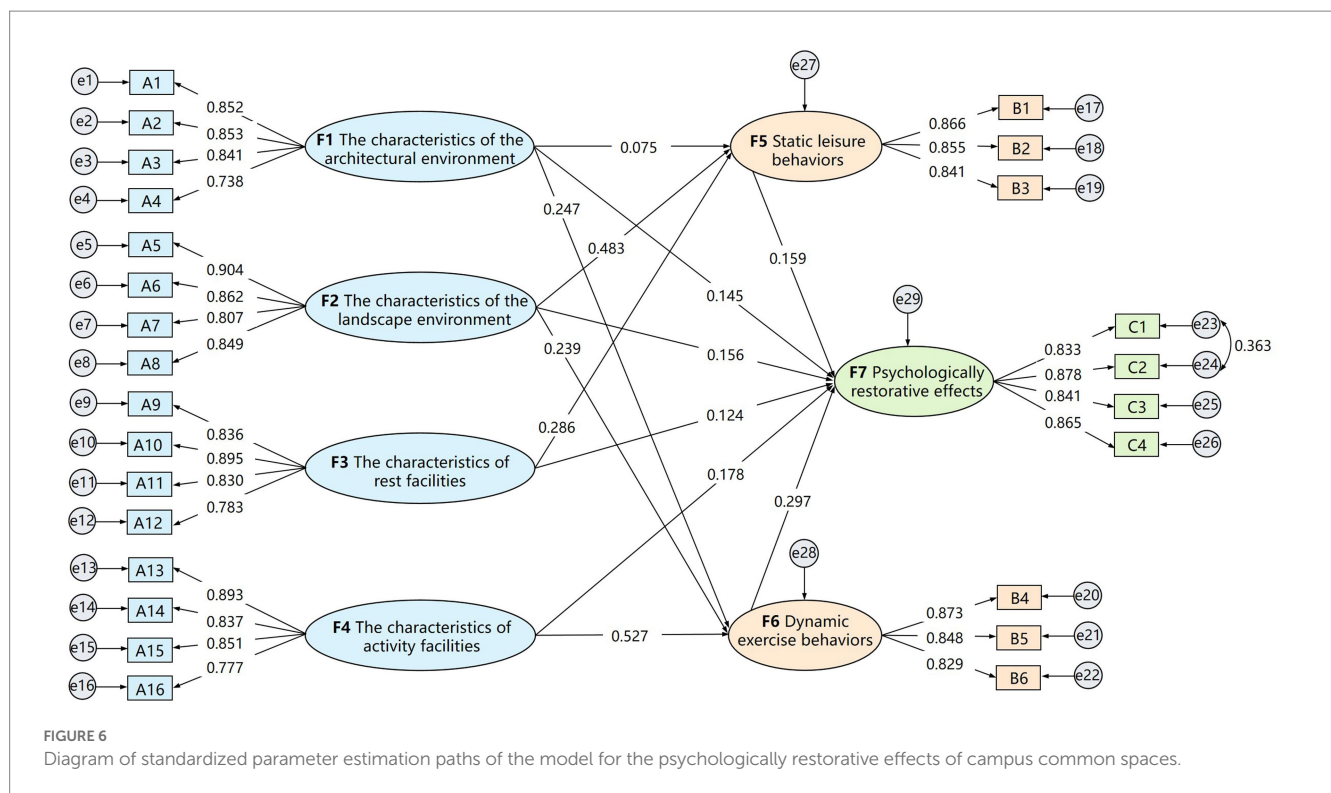 e1
A1
0.852
e2
A2
0.853
e3
A3
0.841
e4
A4
0.738
F1 The characteristics of the
architectural environment
e5
A5
0.904
e6
A6
0.862
e7
A7
0.807
e8
A8
0.849
F2 The characteristics of the
landscape environment
e9
A9
0.836
e10
A10
0.895
e11
A11
0.830
e12
A12
0.783
F3 The characteristics of
rest facilities
e13
A13
0.893
e14
A14
0.837
e15
A15
0.851
e16
A16
0.777
F4 The characteristics of
activity facilities
0.075
0.247
0.483
0.145
0.159
0.156
0.239
0.124
0.286
0.178
0.297
0.527
e27
F5 Static leisure
behaviors
0.866
B1
e17
0.855
B2
e18
0.841
B3
e19
e29
F7 Psychologically
restorative effects
0.833
C1
e23
0.363
0.878
C2
e24
0.841
C3
e25
0.865
C4
e26
e28
F6 Dynamic
exercise behaviors
0.873
B4
e20
0.848
B5
e21
0.829
B6
e22
FIGURE 6
Diagram of standardized parameter estimation paths of the model for the psychologically restorative effects of campus common spaces.